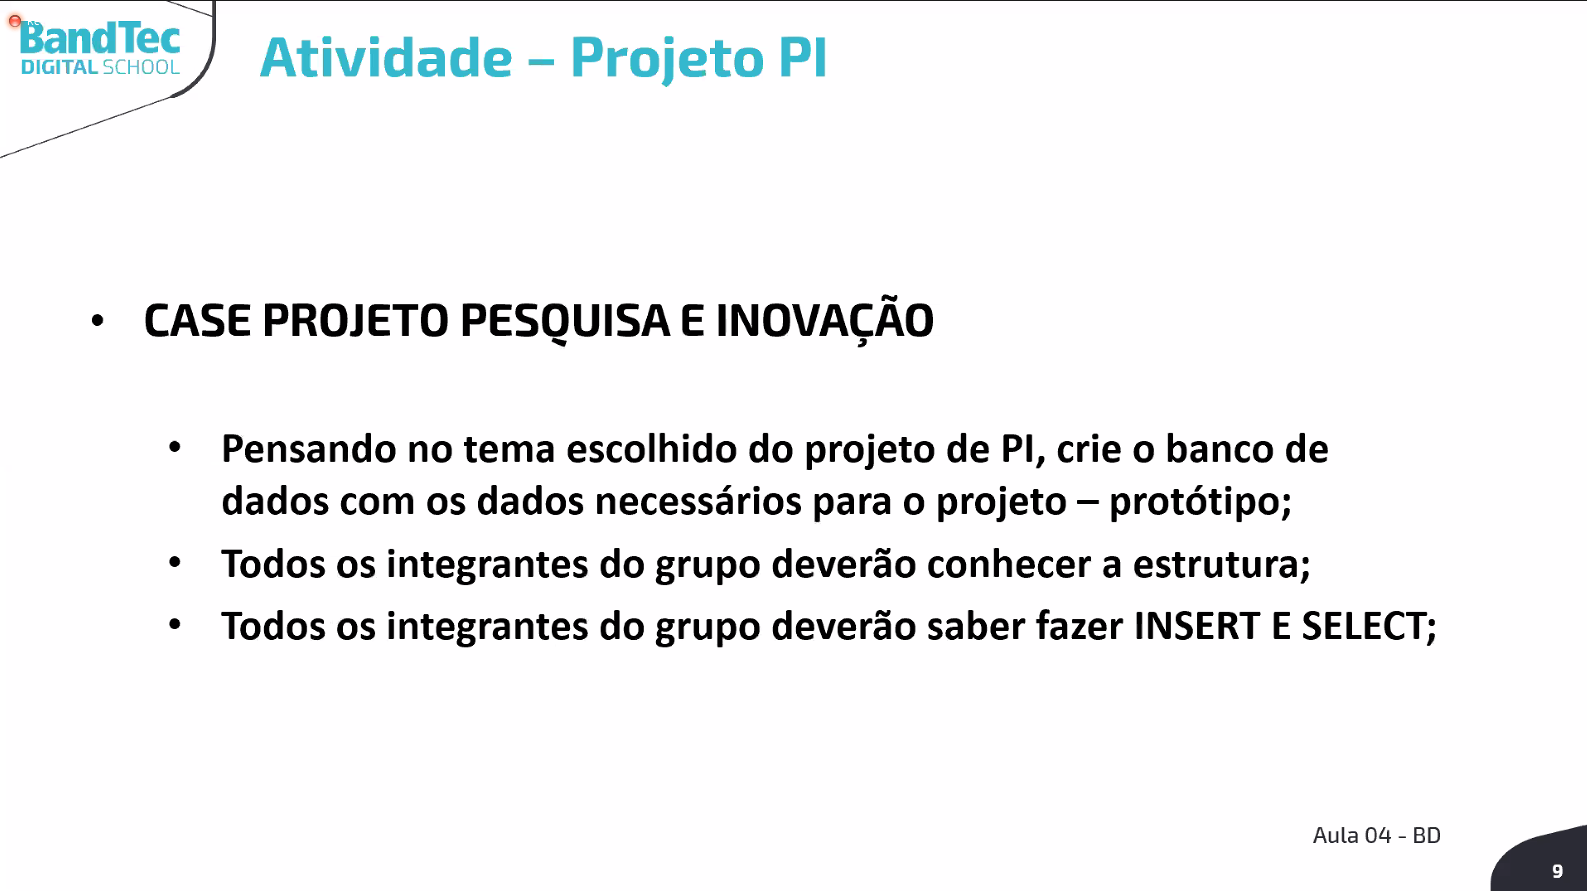 BandTec
DIGITAL SCHOOL
Atividade – Projeto PI
• CASE PROJETO PESQUISA E INOVAÇÃO
• Pensando no tema escolhido do projeto de PI, crie o banco de
dados com os dados necessários para o projeto – protótipo;
• Todos os integrantes do grupo deverão conhecer a estrutura;
• Todos os integrantes do grupo deverão saber fazer INSERT E SELECT;
Aula 04 - BD
9